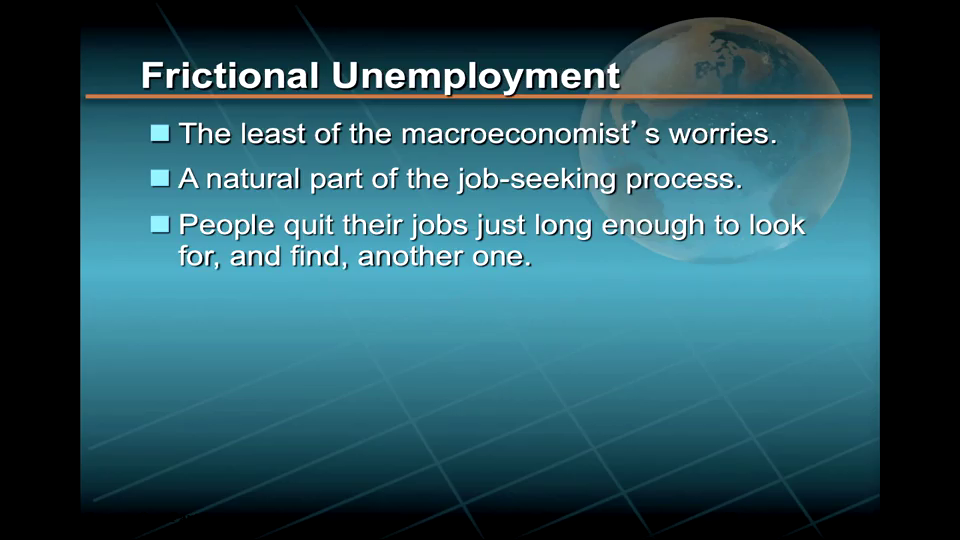 Frictional Unemployment
The least of the macroeconomist’s worries.
A natural part of the job-seeking process.
People quit their jobs just long enough to look
for, and find, another one.